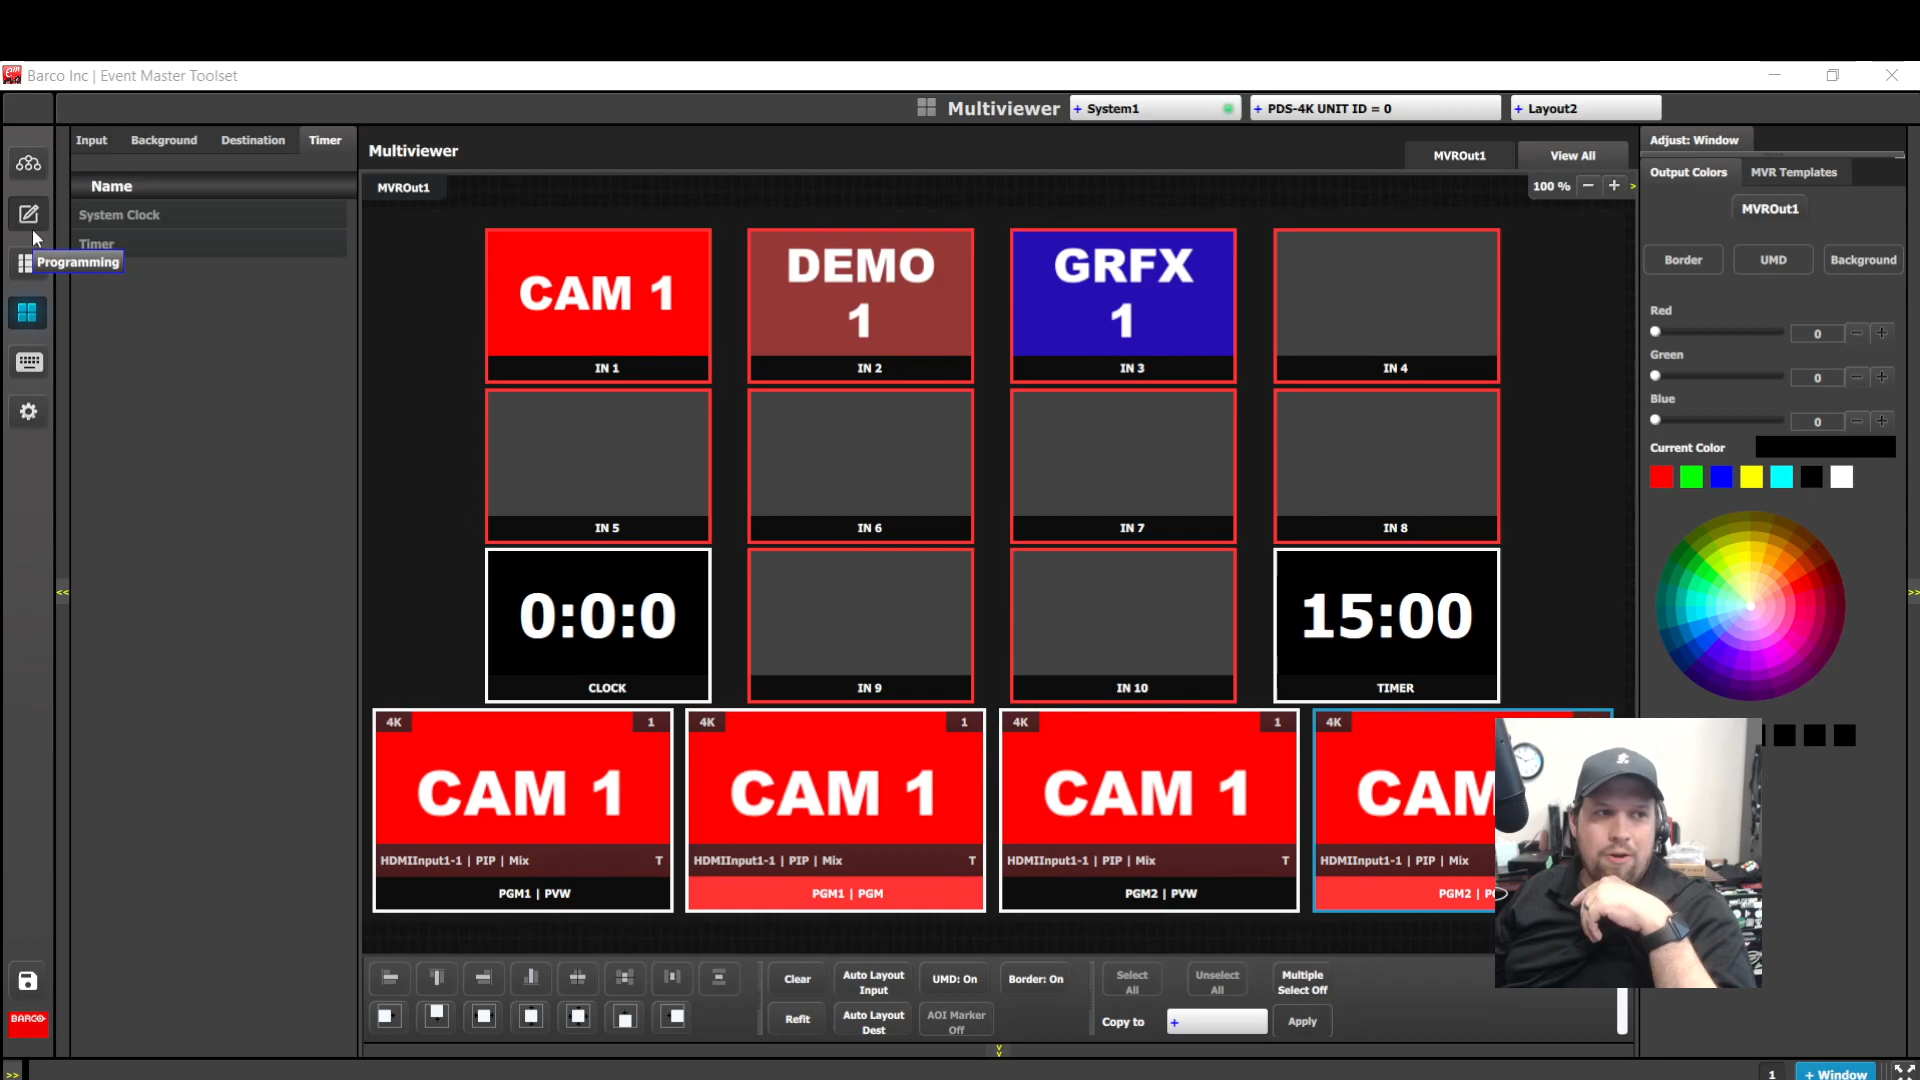 Barco Inc | Event Master Toolset
Multiviewer
+ System1
+ PDS-4K UNIT ID = 0
+ Layout2
Input
Background
Destination
Timer
Multiviewer
MVROut1
View All
Adjust: Window
Output Colors
MVR Templates
Name
MVROut1
100 %
System Clock
Timer
Programming
MVROut1
Border
UMD
Background
CAM 1
DEMO
1
GRFX
1
IN 1
IN 2
IN 3
IN 4
Red
0
Green
0
Blue
0
Current Color
IN 5
IN 6
IN 7
IN 8
<<
>>
0:0:0
15:00
CLOCK
IN 9
IN 10
TIMER
4K
1
4K
1
4K
1
4K
CAM 1
CAM 1
CAM 1
CAM
HDMIInput1-1 | PIP | Mix
T
HDMIInput1-1 | PIP | Mix
T
HDMIInput1-1 | PIP | Mix
T
HDMIInput1-1 | PIP | Mix
PGM1 | PVW
PGM1 | PGM
PGM2 | PVW
PGM2 |
Clear
Auto Layout
Input
UMD: On
Border: On
Select
All
Unselect
All
Multiple
Select Off
Refit
Auto Layout
Dest
AOI Marker
Off
Copy to
+
Apply
BARCO
>>
1
+ Window